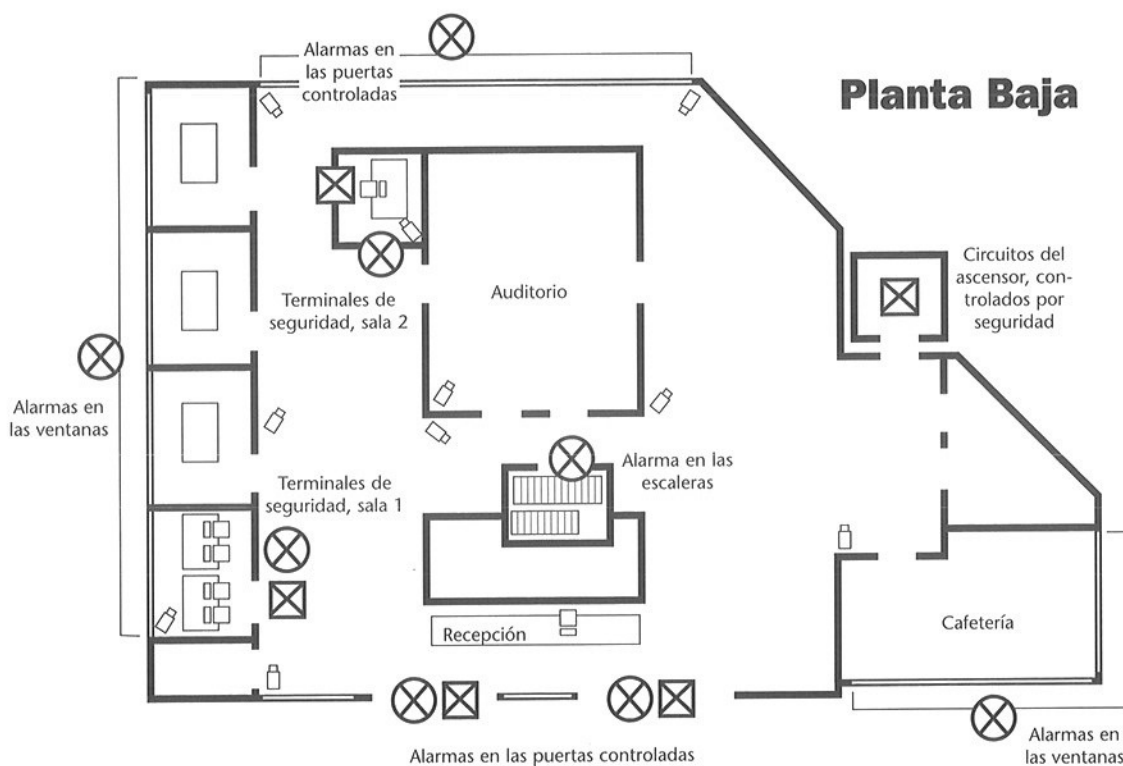 Alarmas en
las puertas
controladas
Planta Baja
Circuitos del
ascensor, con-
trolados por
seguridad
Auditorio
Terminales de
seguridad, sala 2
Alarmas en
las ventanas
Alarma en las
escaleras
Terminales de
seguridad, sala 1
Cafetería
Recepción
Alarmas en las puertas controladas
Alarmas en
las ventanas